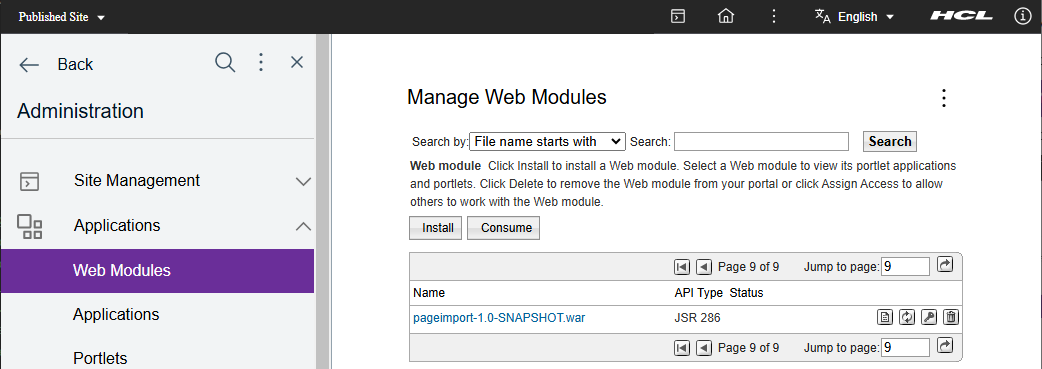 Published Site
English
HCL
Back
Administration
Site Management
Applications
Web Modules
Applications
Portlets
Manage Web Modules
Search by: File name starts with Search: Search
Web module Click Install to install a Web module. Select a Web module to view its portlet applications
and portlets. Click Delete to remove the Web module from your portal or click Assign Access to allow
others to work with the Web module.
Install Consume
Page 9 of 9 Jump to page: 9
Name API Type Status
pageimport-1.0-SNAPSHOT.war JSR 286
Page 9 of 9 Jump to page: 9